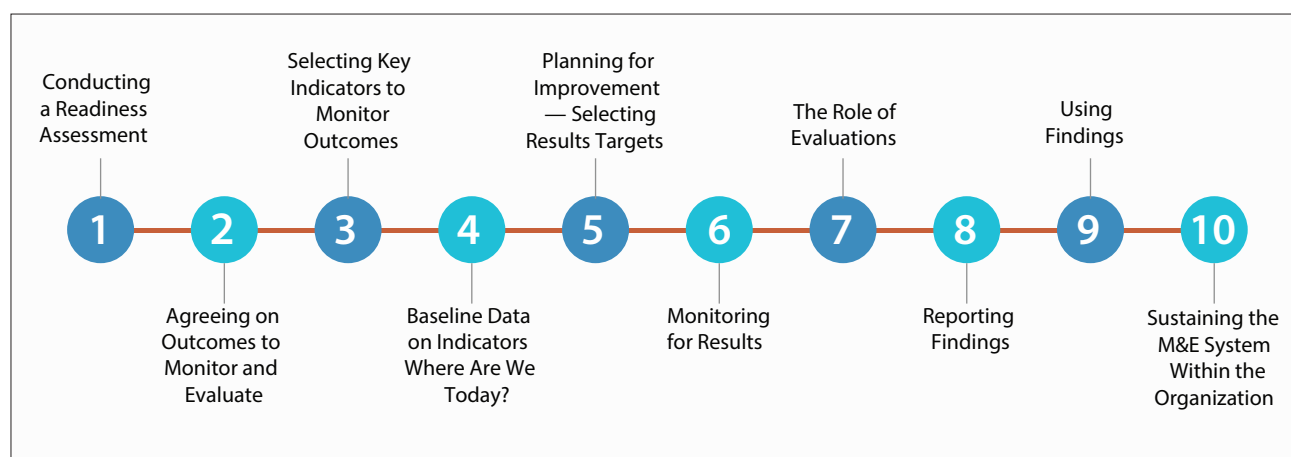 1
Conducting
a Readiness
Assessment
2
Agreeing on
Outcomes to
Monitor and
Evaluate
3
Selecting Key
Indicators to
Monitor
Outcomes
4
Baseline Data
on Indicators
Where Are We
Today?
5
Planning for
Improvement
— Selecting
Results Targets
6
Monitoring
for Results
7
The Role of
Evaluations
8
Reporting
Findings
9
Using
Findings
10
Sustaining the
M&E System
Within the
Organization